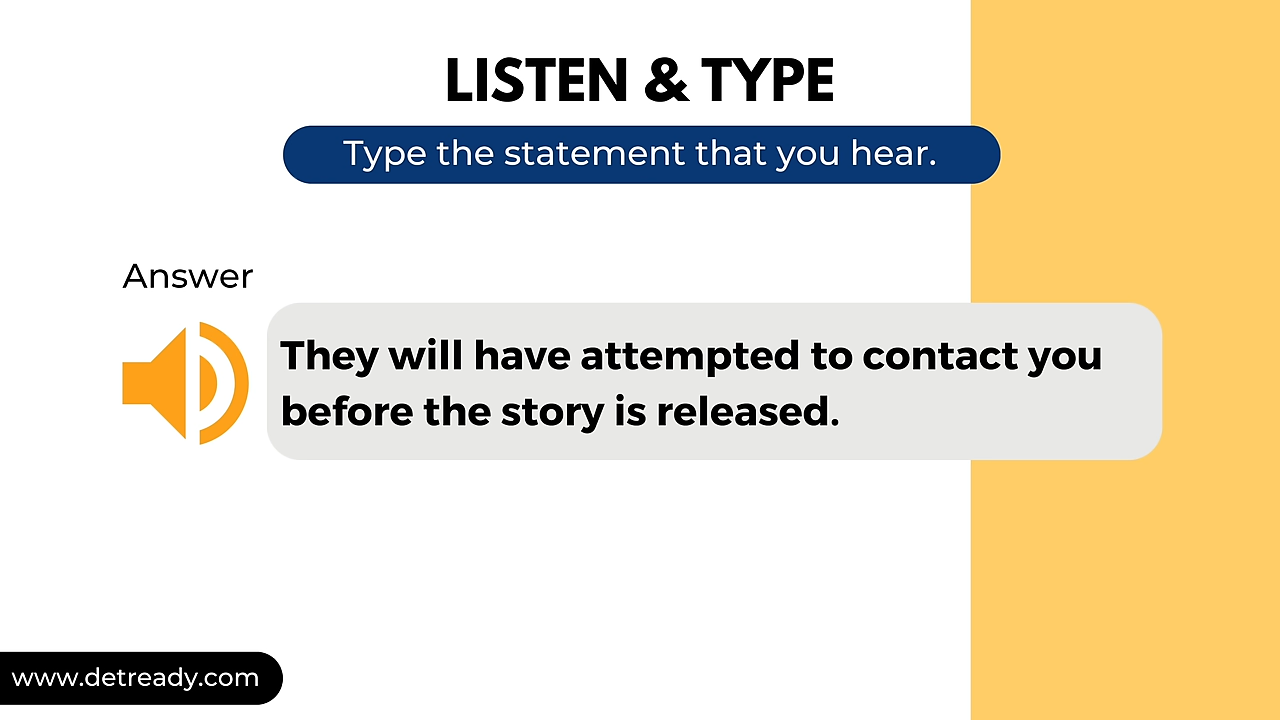 LISTEN & TYPE
Type the statement that you hear.
Answer
They will have attempted to contact you
before the story is released.
www.detready.com